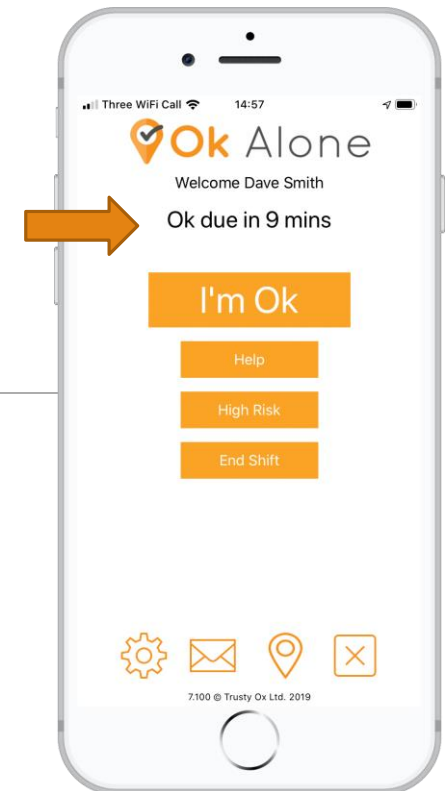 Three WiFi Call 14:57
Ok Alone
Welcome Dave Smith
Ok due in 9 mins
I'm Ok
Help
High Risk
End Shift
7.100 © Trusty Ox Ltd. 2019